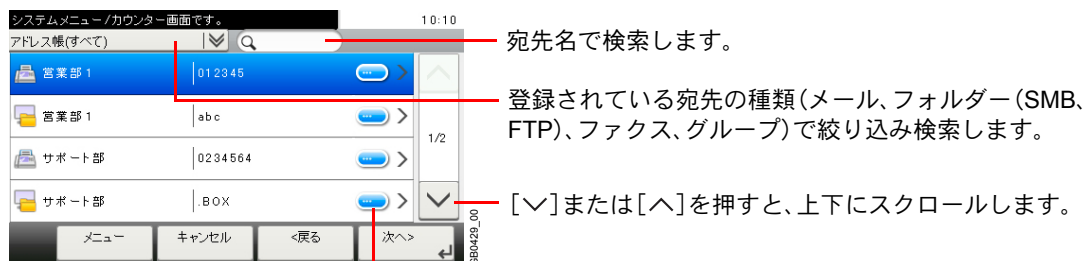 システムメニュー/カウンター画面です。
10:10
アドレス帳(すべて)
営業部 1 012345
営業部 1 abc
サポート部 0234564
サポート部 .BOX
1/2
メニュー キャンセル <戻る 次へ>
GB0429_00
宛先名で検索します。
登録されている宛先の種類(メール、フォルダー(SMB、
FTP)、ファクス、グループ)で絞り込み検索します。
[∨]または[∧]を押すと、上下にスクロールします。